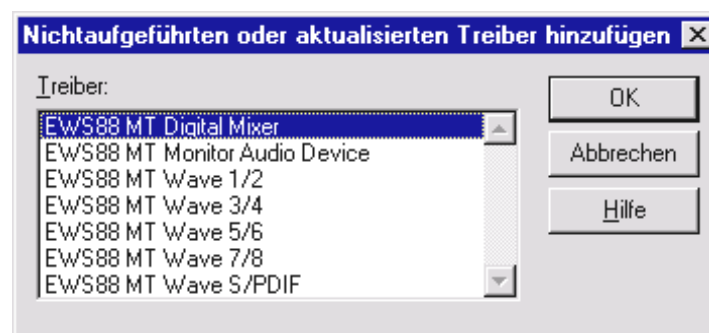 Nichtaufgeführten oder aktualisierten Treiber hinzufügen
Treiber:
EWS88 MT Digital Mixer
EWS88 MT Monitor Audio Device
EWS88 MT Wave 1/2
EWS88 MT Wave 3/4
EWS88 MT Wave 5/6
EWS88 MT Wave 7/8
EWS88 MT Wave S/PDIF
OK
Abbrechen
Hilfe